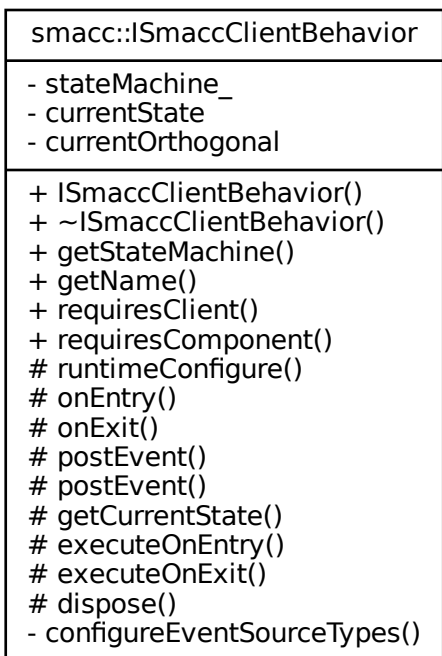 smacc::ISmaccClientBehavior
- stateMachine_
- currentState
- currentOrthogonal
+ ISmaccClientBehavior()
+ ~ISmaccClientBehavior()
+ getStateMachine()
+ getName()
+ requiresClient()
+ requiresComponent()
# runtimeConfigure()
# onEntry()
# onExit()
# postEvent()
# postEvent()
# getCurrentState()
# executeOnEntry()
# executeOnExit()
# dispose()
- configureEventSourceTypes()